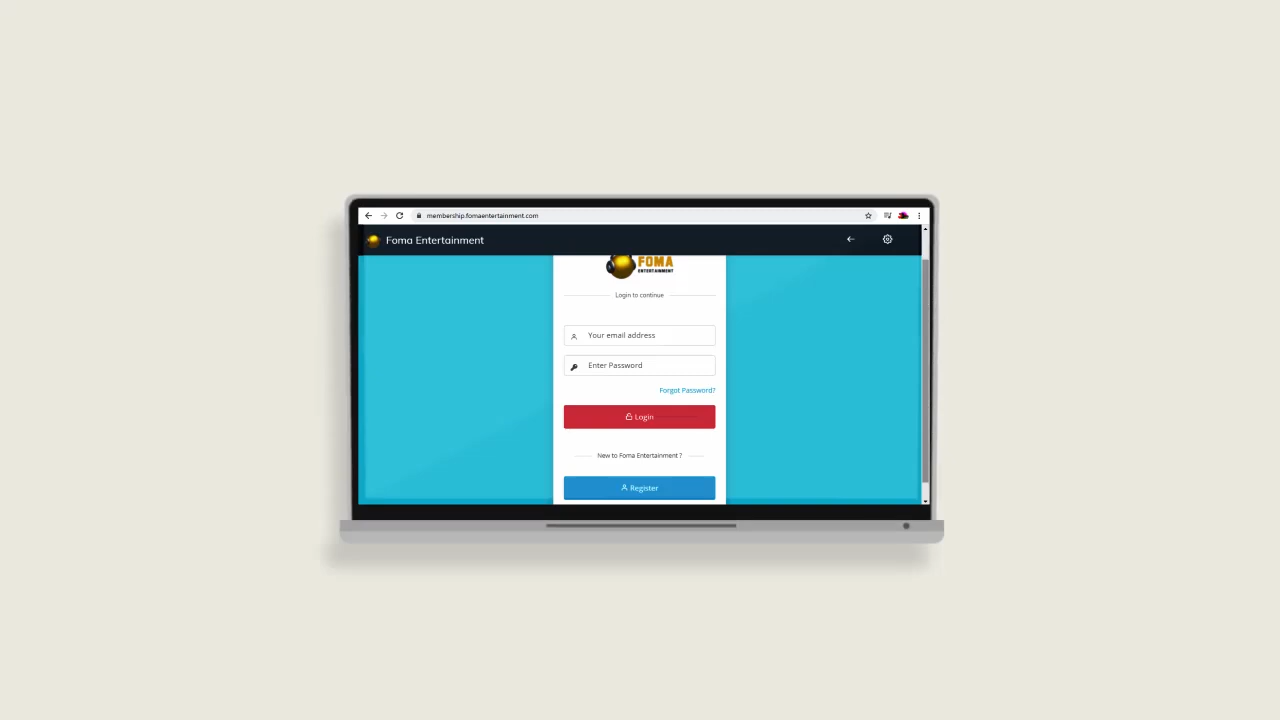 membership.fomaentertainment.com
Foma Entertainment
FOMA
ENTERTAINMENT
Login to continue
Your email address
Enter Password
Forgot Password?
Login
New to Foma Entertainment ?
Register